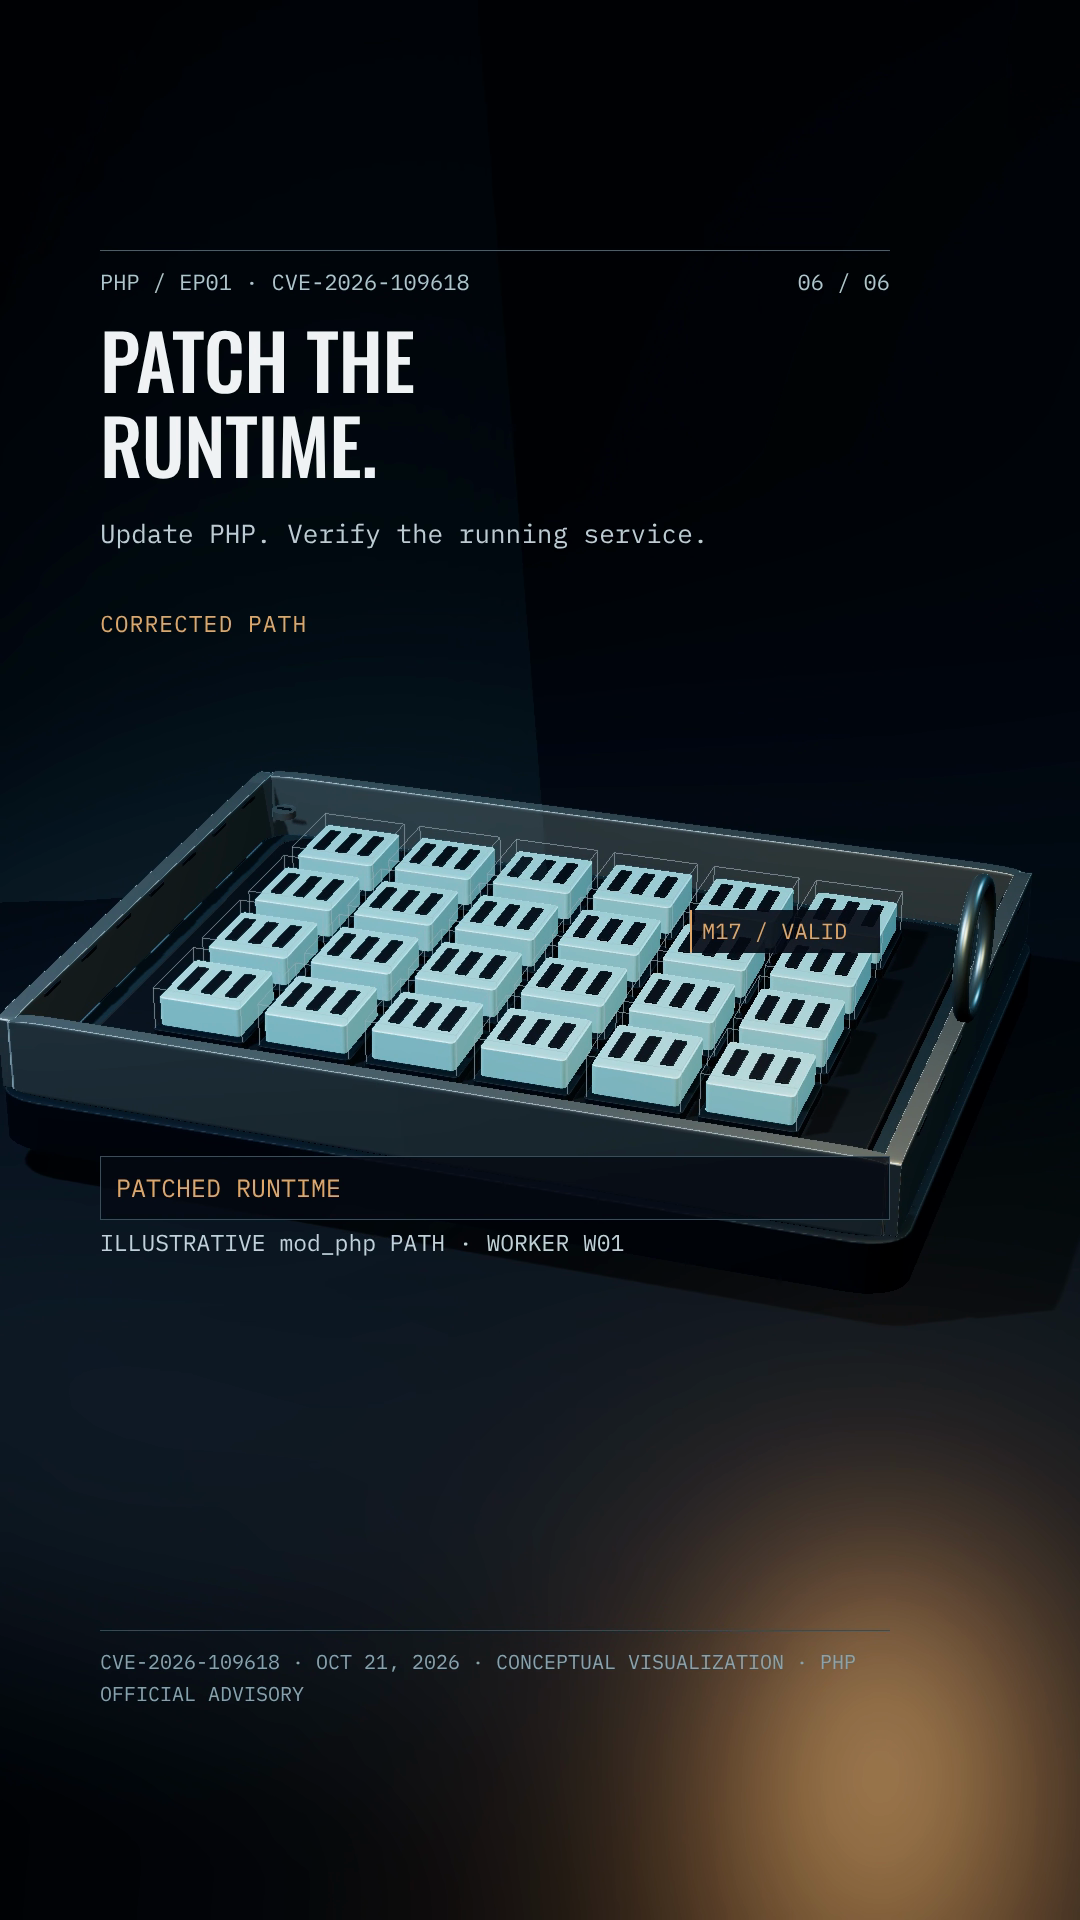 PHP / EP01 · CVE-2026-109618
06 / 06
PATCH THE
RUNTIME.
Update PHP. Verify the running service.
CORRECTED PATH
M17 / VALID
PATCHED RUNTIME
ILLUSTRATIVE mod_php PATH · WORKER W01
CVE-2026-109618 · OCT 21, 2026 · CONCEPTUAL VISUALIZATION · PHP
OFFICIAL ADVISORY